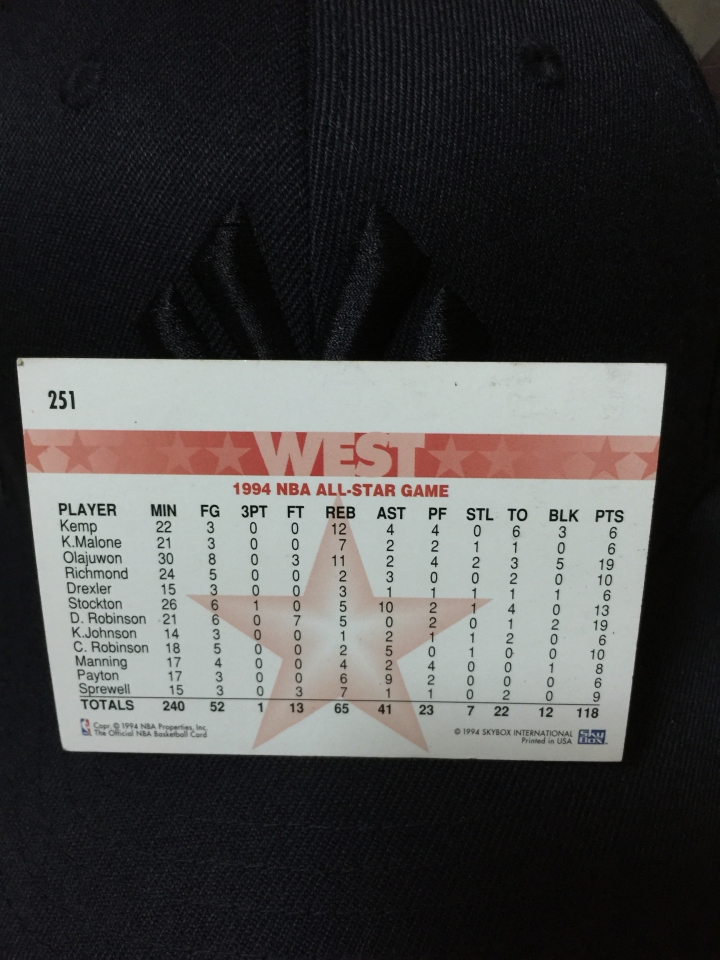 251
WEST
1994 NBA ALL-STAR GAME
PLAYER MIN FG 3PT FT REB AST PF STL TO BLK PTS
Kemp 22 3 0 0 12 4 4 0 6 3 6
K.Malone 21 3 0 0 7 2 2 1 1 0 6
Olajuwon 30 8 0 3 11 2 4 2 3 5 19
Richmond 24 5 0 0 2 3 0 0 2 0 10
Drexler 15 3 0 0 3 1 1 1 1 1 6
Stockton 26 6 1 0 5 10 2 1 4 0 13
D. Robinson 21 6 0 7 5 0 2 0 1 2 19
K.Johnson 14 3 0 0 1 2 1 1 2 0 6
C. Robinson 18 5 0 0 2 5 0 1 0 0 10
Manning 17 4 0 0 4 2 4 0 0 1 8
Payton 17 3 0 0 6 9 2 0 0 0 6
Sprewell 15 3 0 3 7 1 1 0 2 0 9
TOTALS 240 52 1 13 65 41 23 7 22 12 118
Copr. © 1994 NBA Properties, Inc.
The Official NBA Basketball Card
© 1994 SKYBOX INTERNATIONAL
Printed in USA
SkyBox